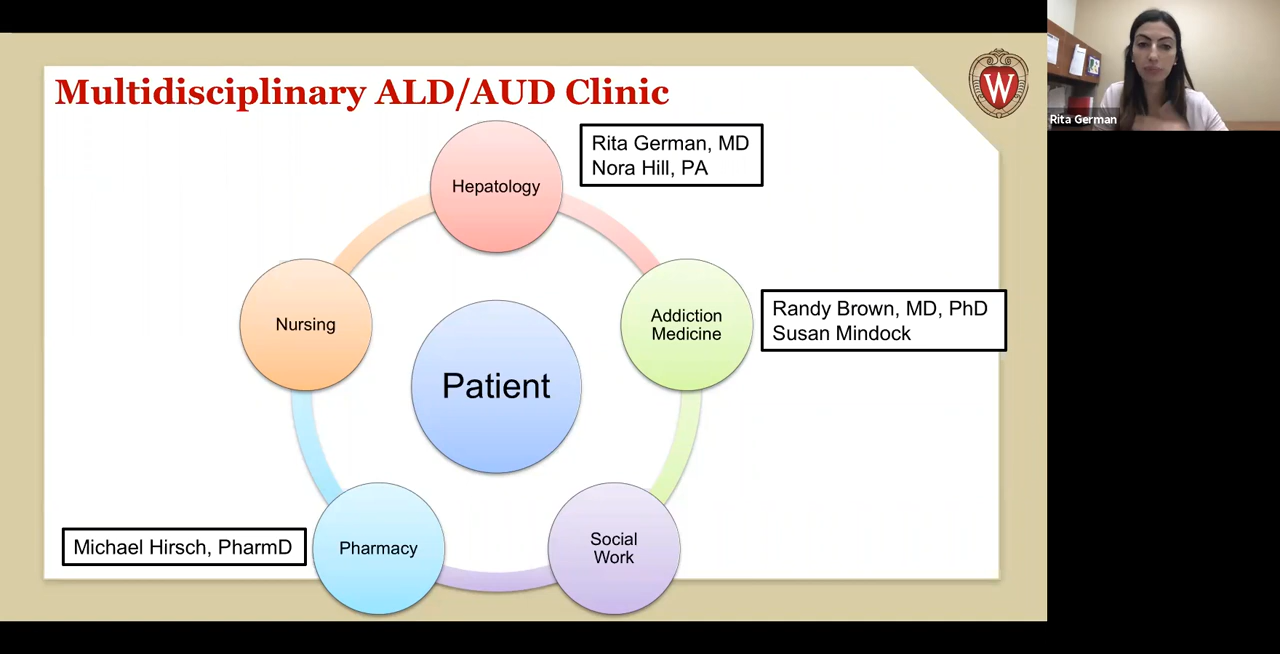 Multidisciplinary ALD/AUD Clinic
W
Rita German
Hepatology
Rita German, MD
Nora Hill, PA
Nursing
Addiction
Medicine
Randy Brown, MD, PhD
Susan Mindock
Patient
Michael Hirsch, PharmD
Pharmacy
Social
Work